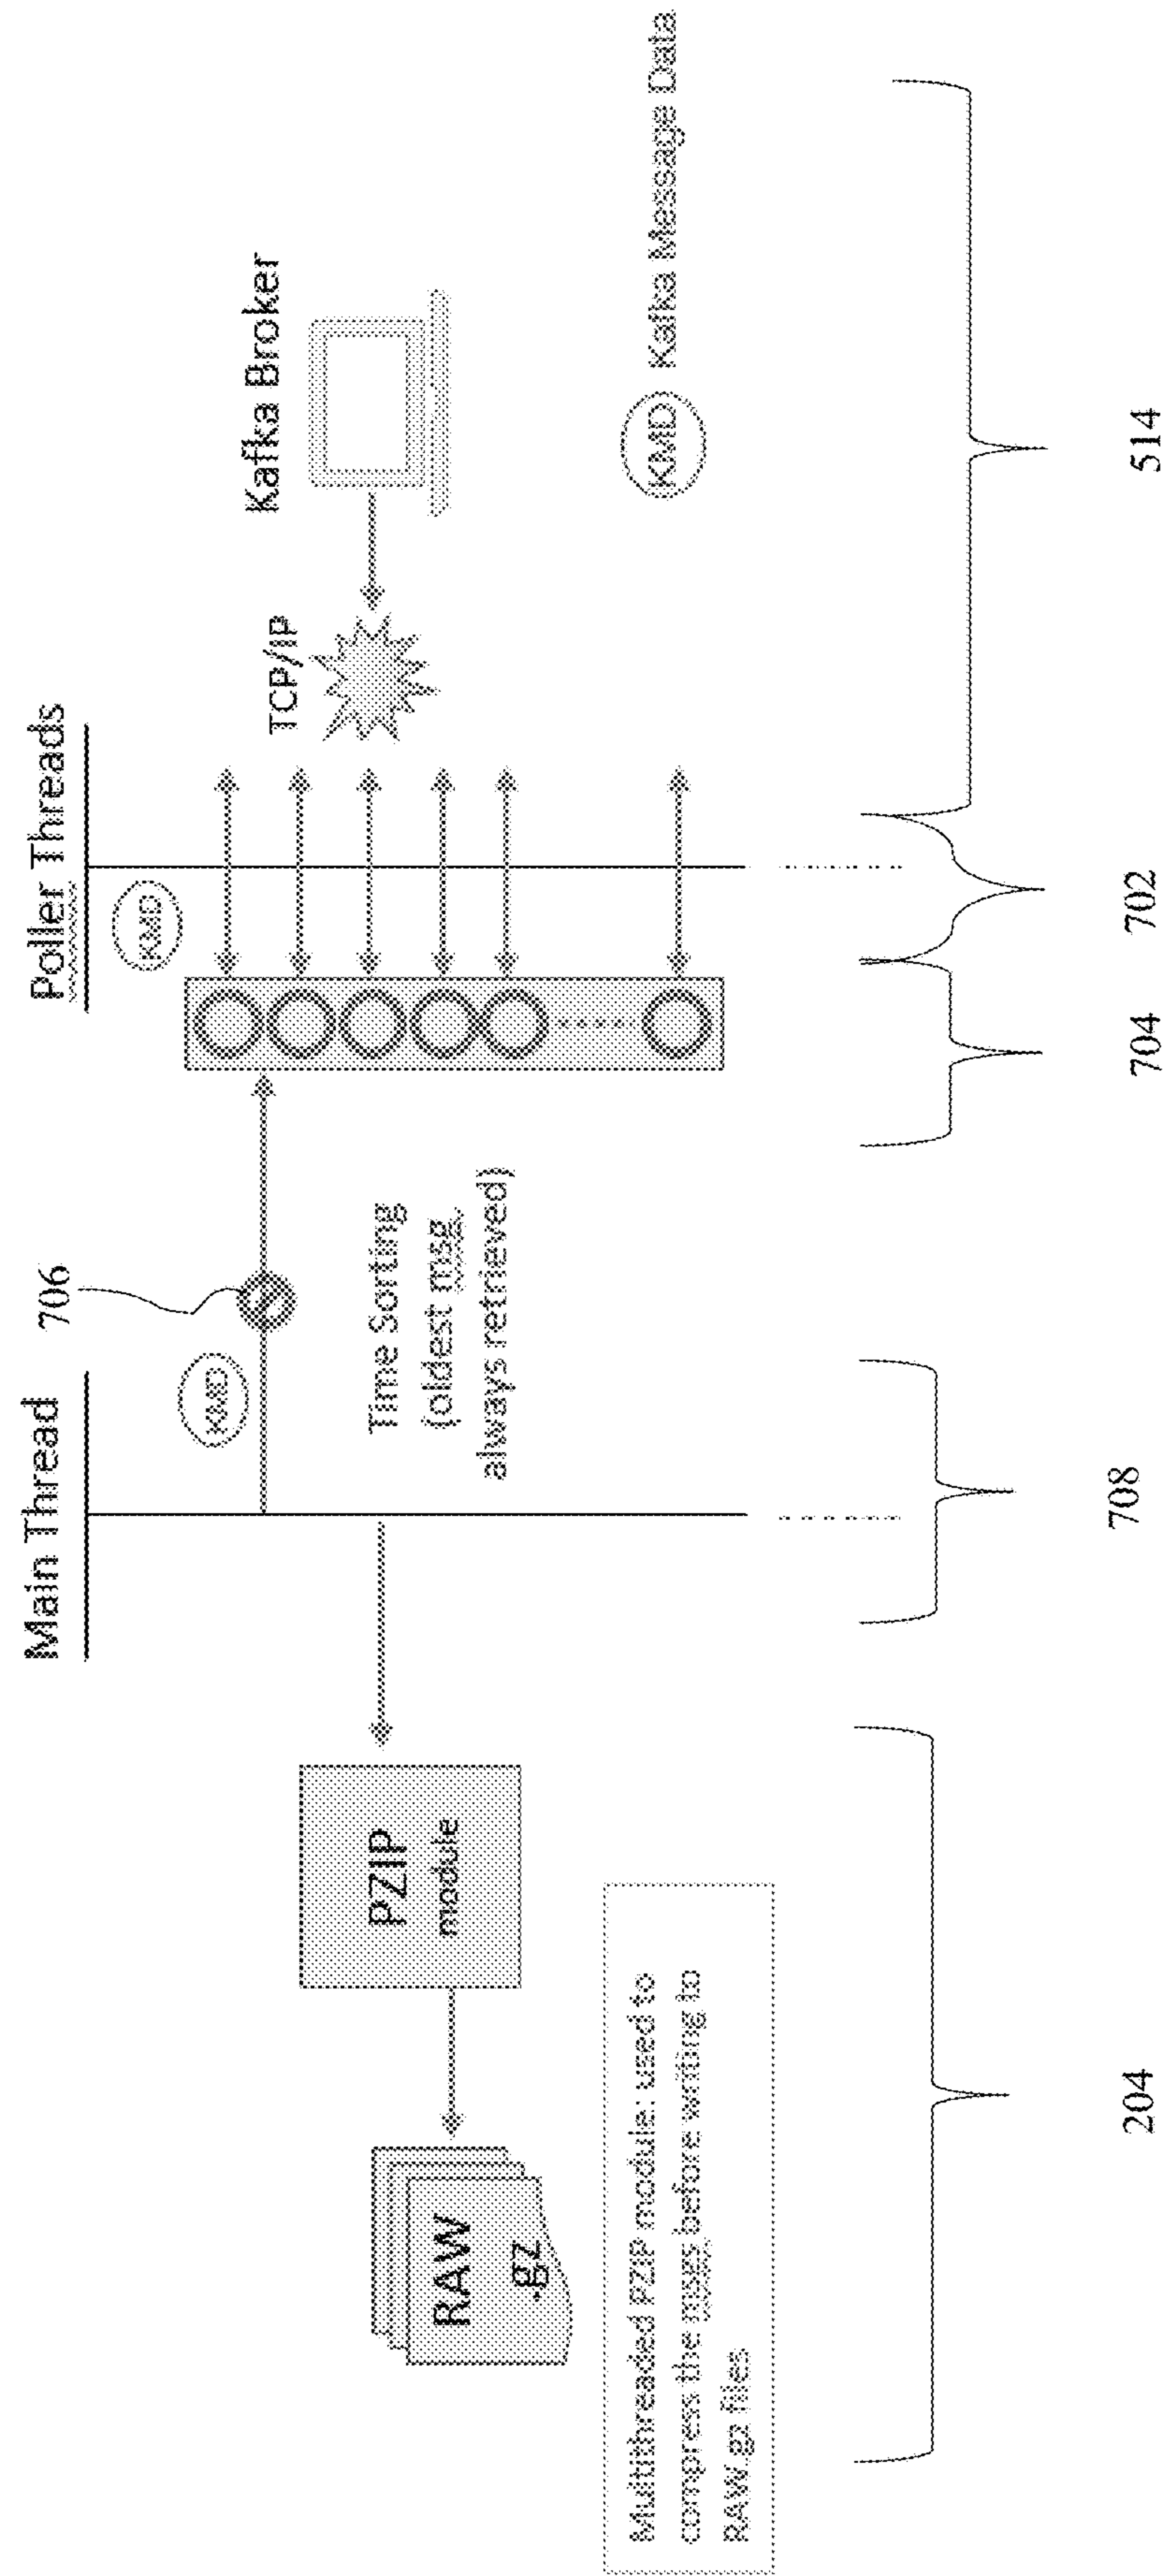 Main Thread
Poller Threads
706
KMD
KMD
Kafka Broker
TCP/IP
Time Sorting
(oldest msg,
always retrieved)
KMD Kafka Message Data
PZIP
module
RAW
.gz
Multithreaded PZIP module: used to
compress the msgs before writing to
RAW.gz files
204
708
704
702
514